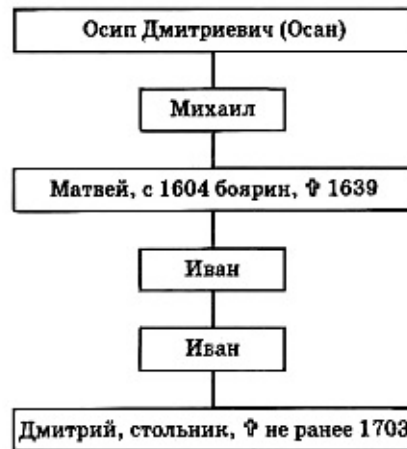 Осип Дмитриевич (Осан)
Михаил
Матвей, с 1604 боярин, ✞ 1639
Иван
Иван
Дмитрий, стольник, ✞ не ранее 1703